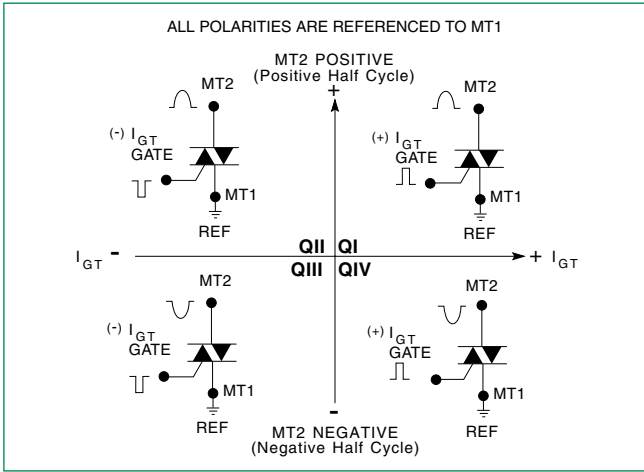 ALL POLARITIES ARE REFERENCED TO MT1
MT2 POSITIVE
(Positive Half Cycle)
+
MT2
(-) IGT
GATE
MT1
REF
MT2
(+) IGT
GATE
MT1
REF
IGT -
QII QI
QIII QIV
+ IGT
MT2
(-) IGT
GATE
MT1
REF
MT2
(+) IGT
GATE
MT1
REF
-
MT2 NEGATIVE
(Negative Half Cycle)